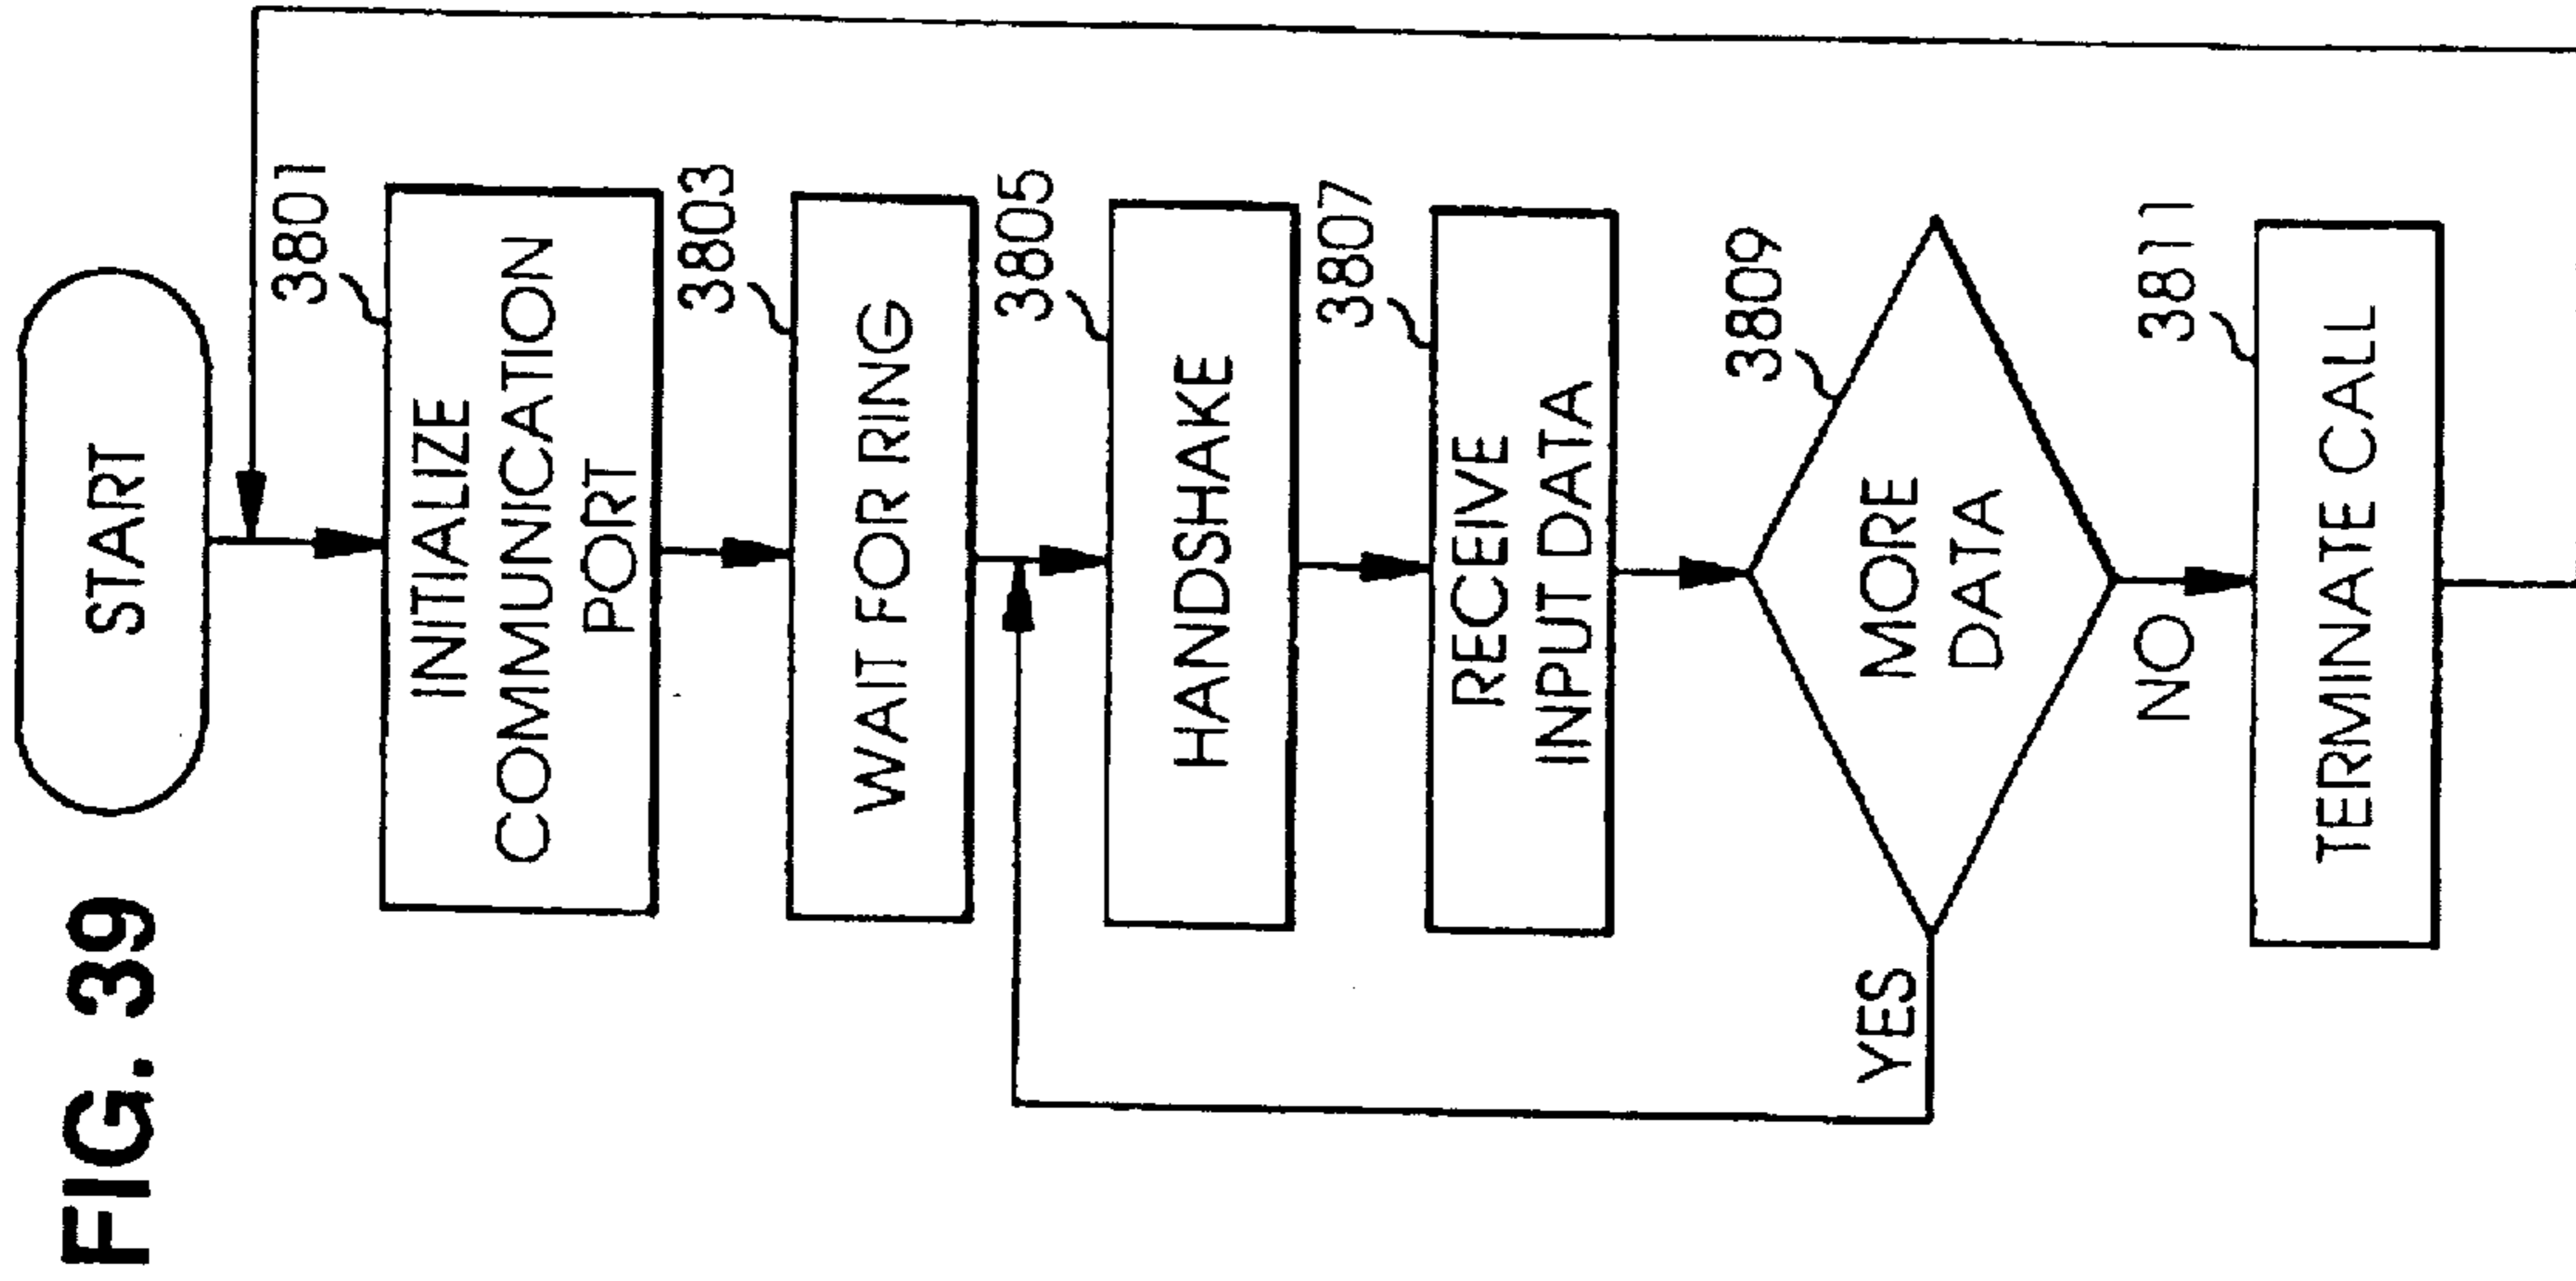 FIG. 39
START
3801
INITIALIZE
COMMUNICATION
PORT
3803
WAIT FOR RING
3805
HANDSHAKE
3807
RECEIVE
INPUT DATA
3809
MORE
DATA
YES
NO
3811
TERMINATE CALL